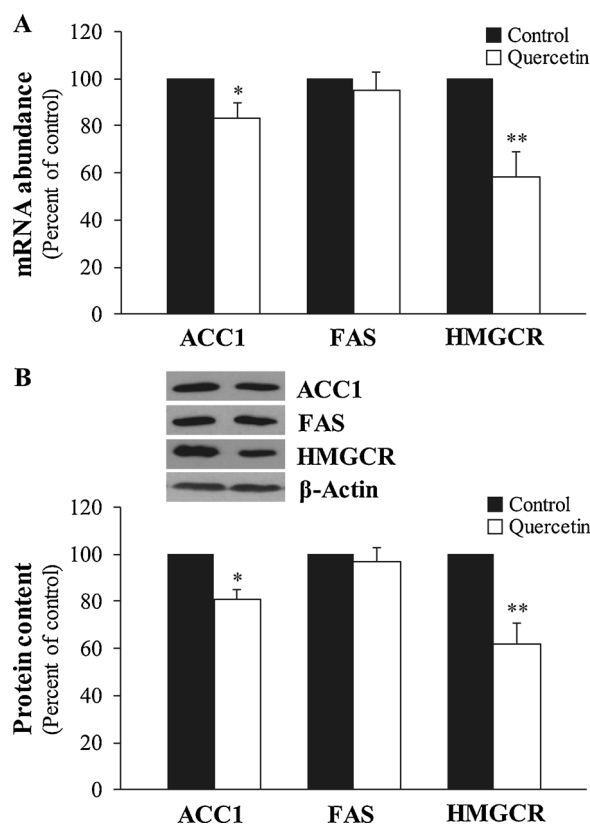 A
mRNA abundance
(Percent of control)
120
100
80
60
40
20
0
Control
Quercetin
*
**
ACC1 FAS HMGCR
B
ACC1
FAS
HMGCR
β-Actin
Protein content
(Percent of control)
120
100
80
60
40
20
0
Control
Quercetin
*
**
ACC1 FAS HMGCR